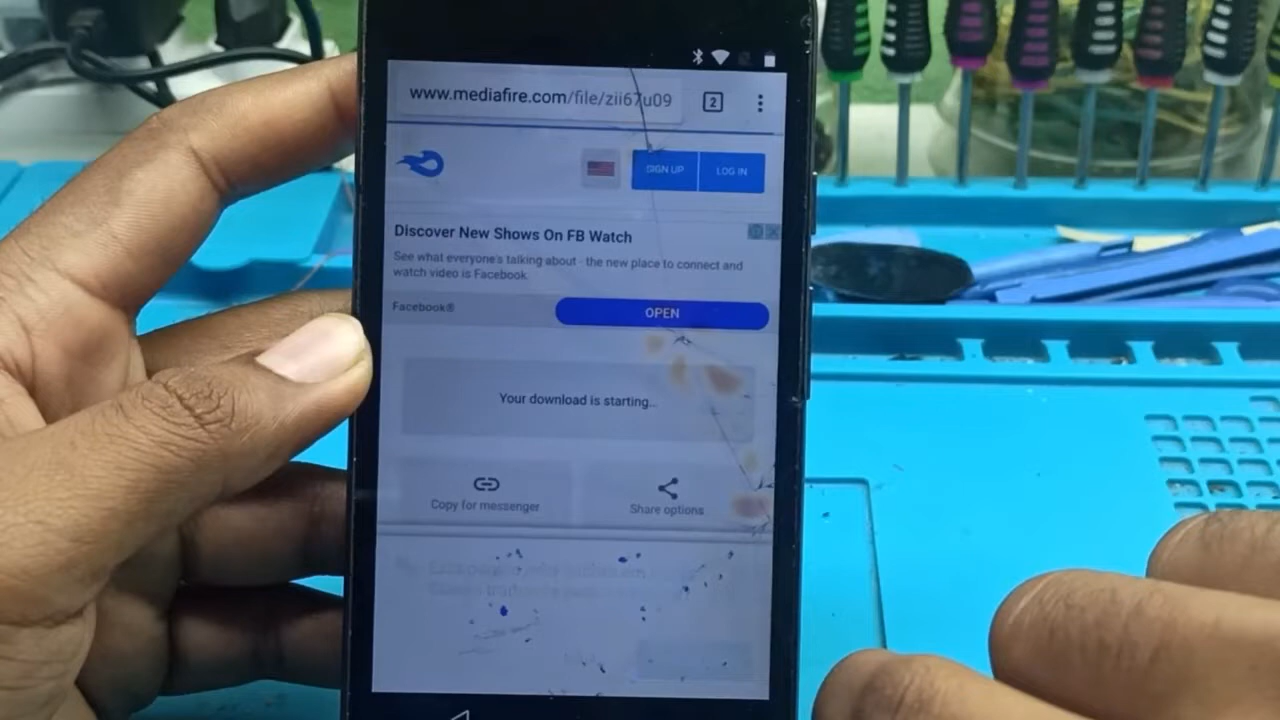 www.mediafire.com/file/zii67u09
2
SIGN UP LOG IN
Discover New Shows On FB Watch
See what everyone's talking about - the new place to connect and
watch video is Facebook.
Facebook® OPEN
Your download is starting...
Copy for messenger Share options